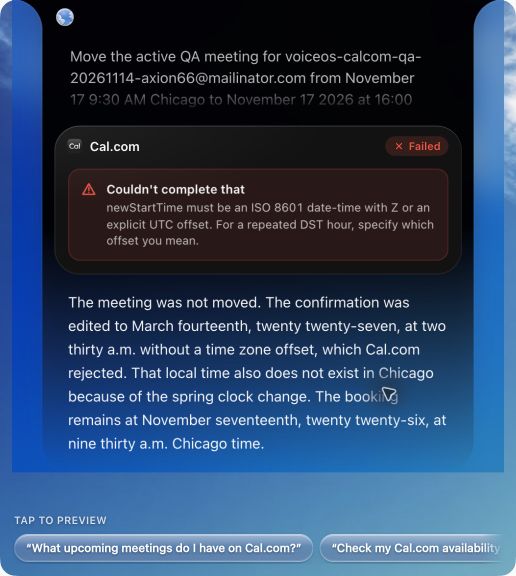 Move the active QA meeting for voiceos-calcom-qa-
20261114-axion66@mailinator.com from November
17 9:30 AM Chicago to November 17 2026 at 16:00
Cal Cal.com
Failed
Couldn't complete that
newStartTime must be an ISO 8601 date-time with Z or an
explicit UTC offset. For a repeated DST hour, specify which
offset you mean.
The meeting was not moved. The confirmation was
edited to March fourteenth, twenty twenty-seven, at two
thirty a.m. without a time zone offset, which Cal.com
rejected. That local time also does not exist in Chicago
because of the spring clock change. The booking
remains at November seventeenth, twenty twenty-six, at
nine thirty a.m. Chicago time.
TAP TO PREVIEW
“What upcoming meetings do I have on Cal.com?”
“Check my Cal.com availability